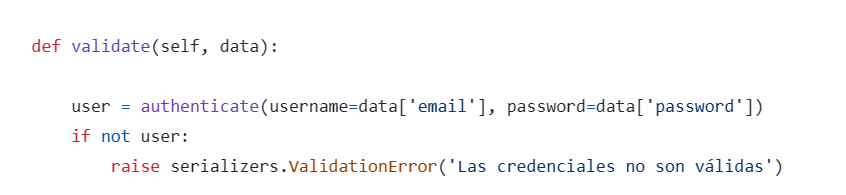 def validate(self, data):
user = authenticate(username=data['email'], password=data['password'])
if not user:
raise serializers.ValidationError('Las credenciales no son válidas')